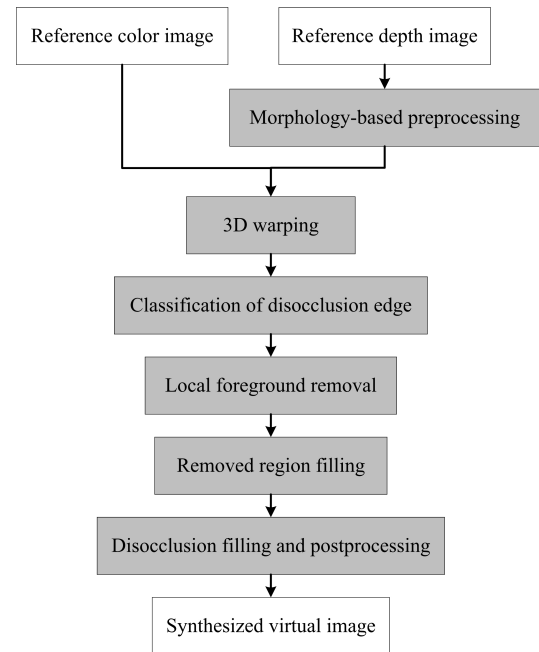 Reference color image
Reference depth image
Morphology-based preprocessing
3D warping
Classification of disocclusion edge
Local foreground removal
Removed region filling
Disocclusion filling and postprocessing
Synthesized virtual image